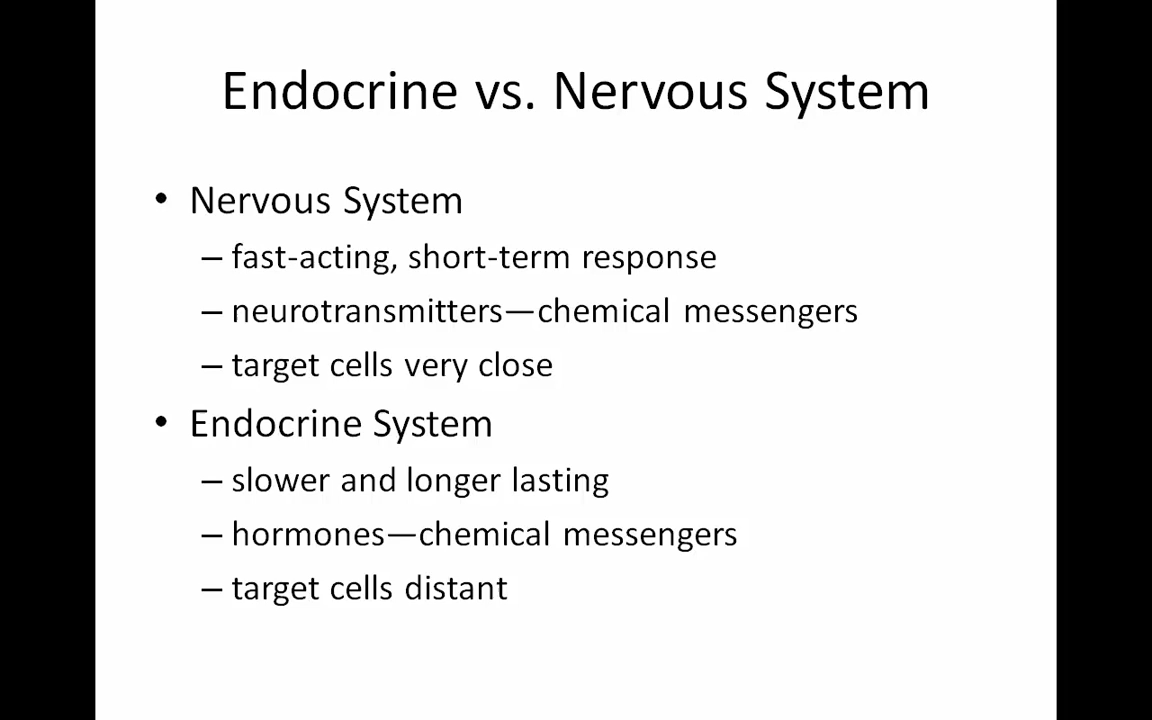 Endocrine vs. Nervous System
• Nervous System
– fast-acting, short-term response
– neurotransmitters—chemical messengers
– target cells very close
• Endocrine System
– slower and longer lasting
– hormones—chemical messengers
– target cells distant